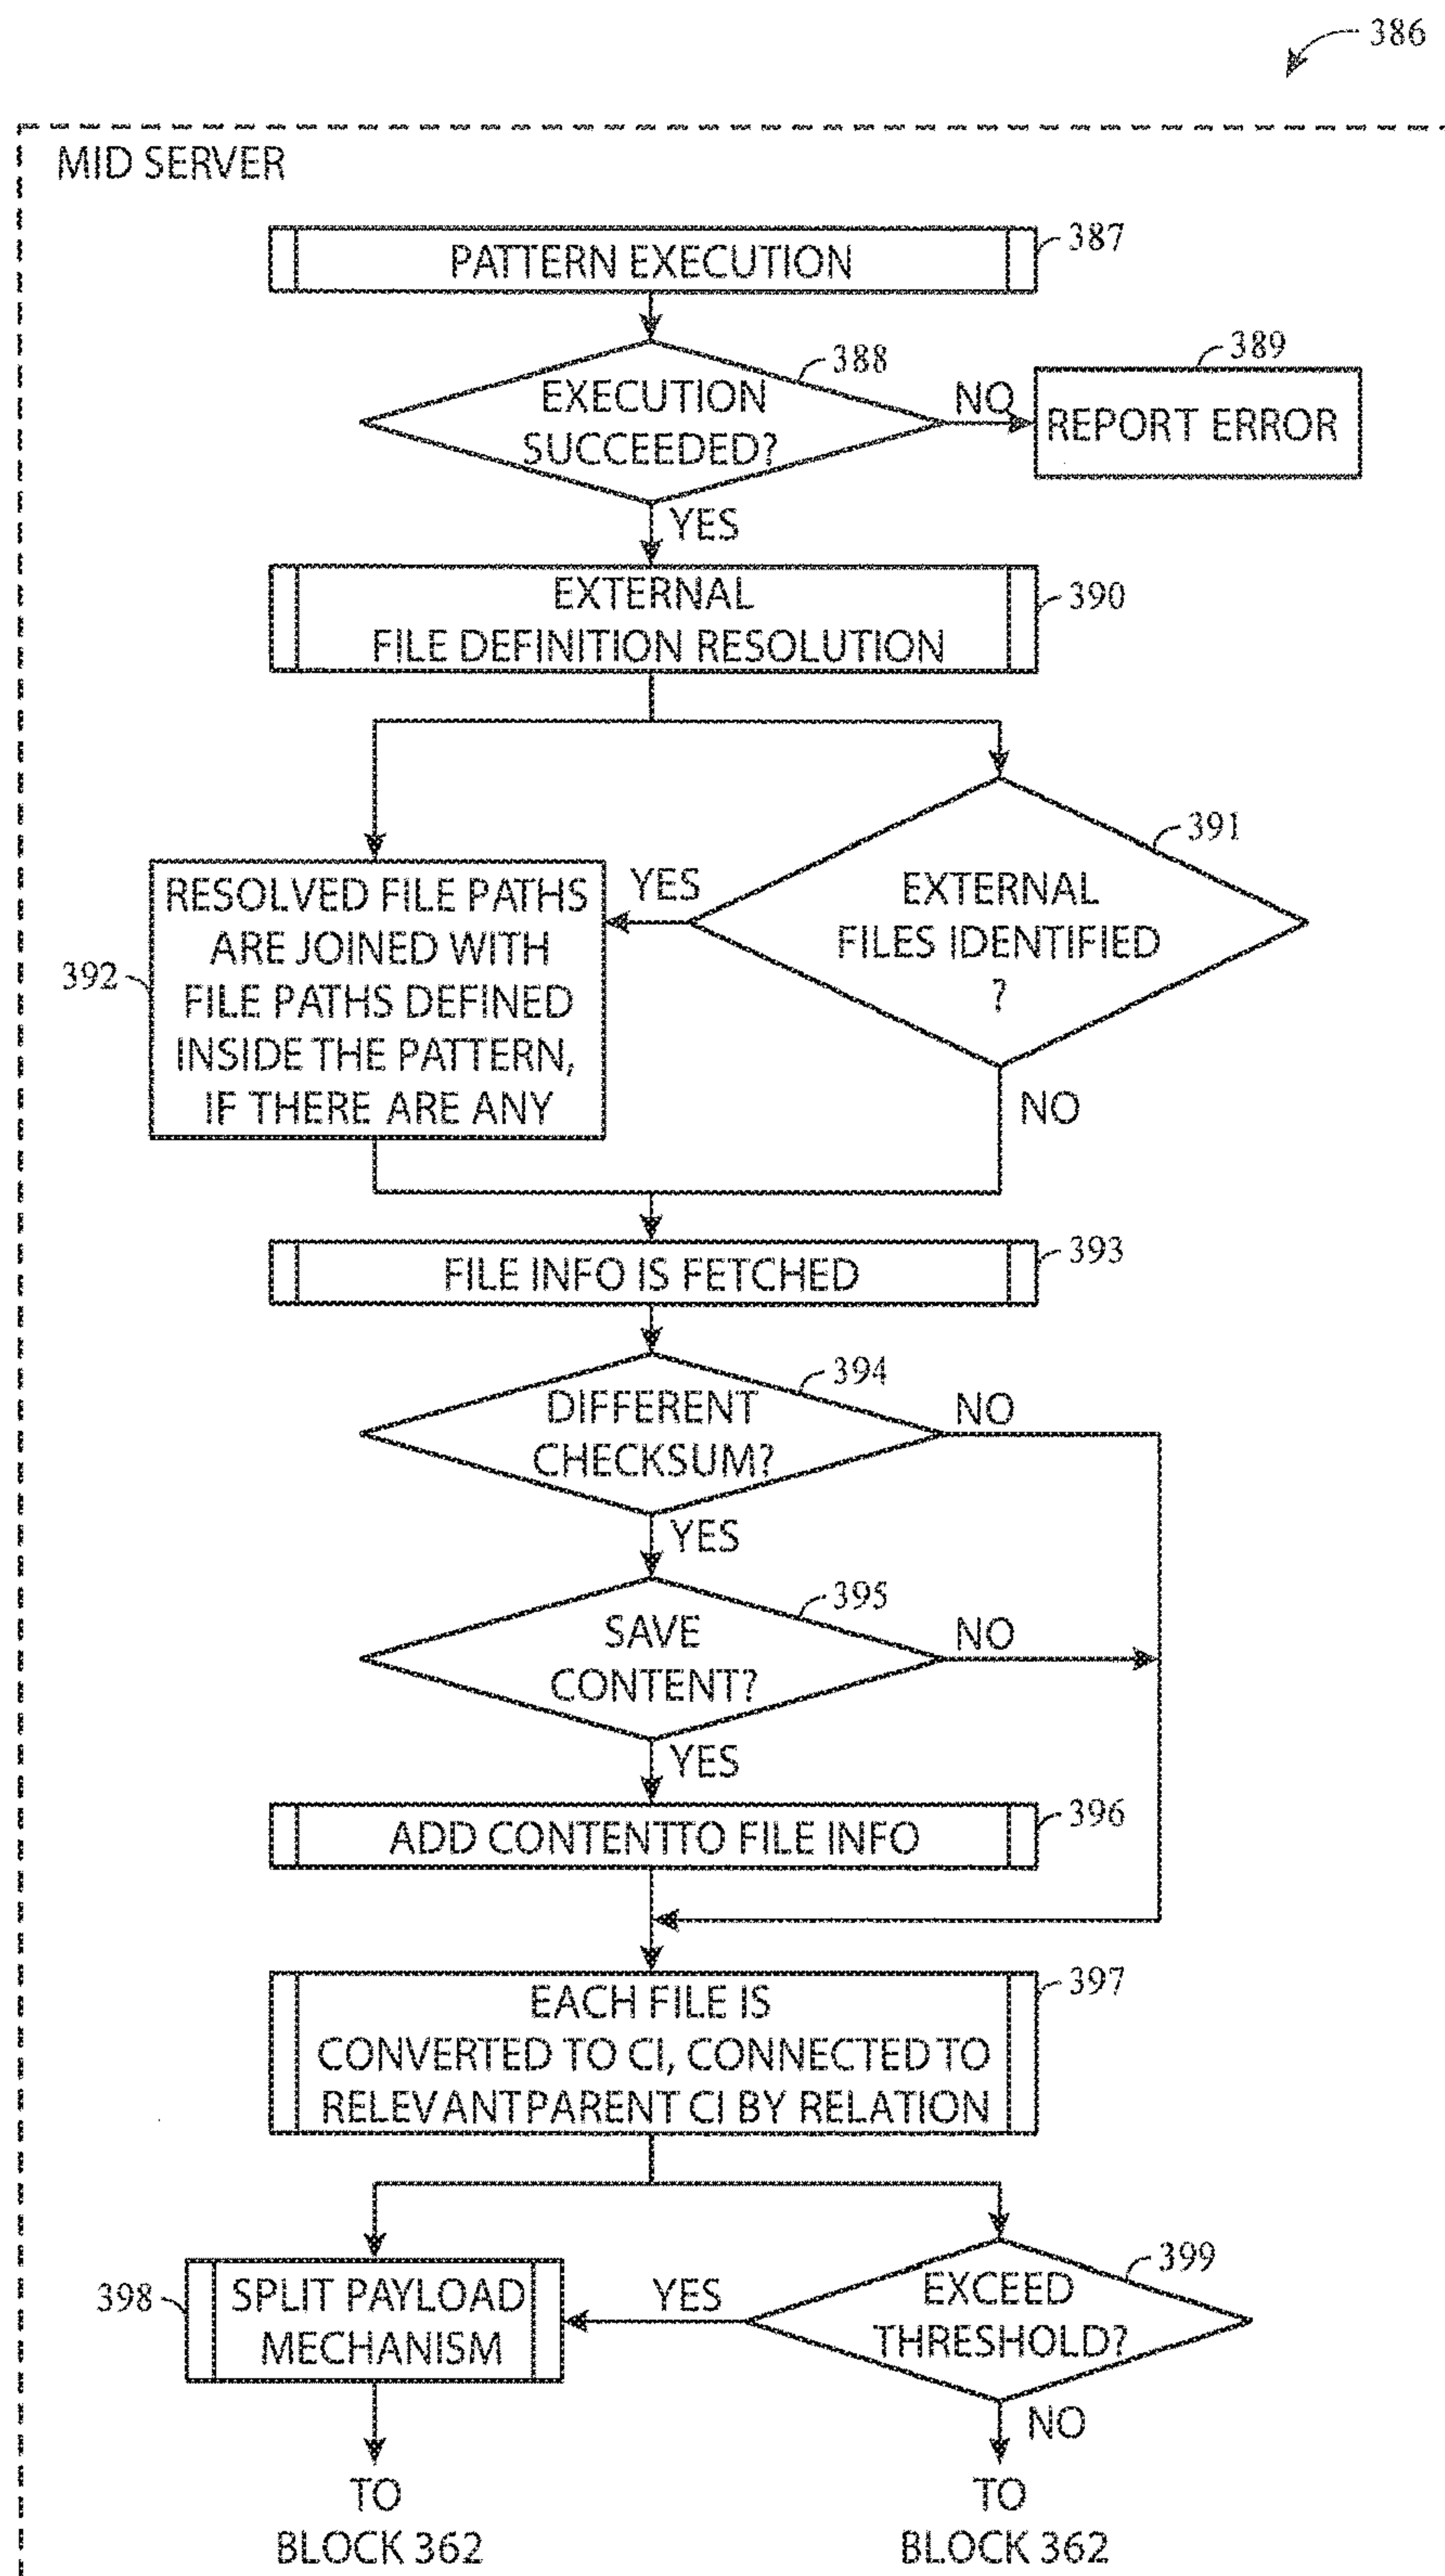 386
MID SERVER
PATTERN EXECUTION
387
EXECUTION
SUCCEEDED?
388
NO
REPORT ERROR
389
YES
EXTERNAL
FILE DEFINITION RESOLUTION
390
EXTERNAL
FILES IDENTIFIED
?
391
YES
RESOLVED FILE PATHS
ARE JOINED WITH
FILE PATHS DEFINED
INSIDE THE PATTERN,
IF THERE ARE ANY
392
NO
FILE INFO IS FETCHED
393
DIFFERENT
CHECKSUM?
394
NO
YES
SAVE
CONTENT?
395
NO
YES
ADD CONTENTTO FILE INFO
396
EACH FILE IS
CONVERTED TO CI, CONNECTED TO
RELEVANTPARENT CI BY RELATION
397
SPLIT PAYLOAD
MECHANISM
398
YES
EXCEED
THRESHOLD?
399
NO
TO
BLOCK 362
TO
BLOCK 362